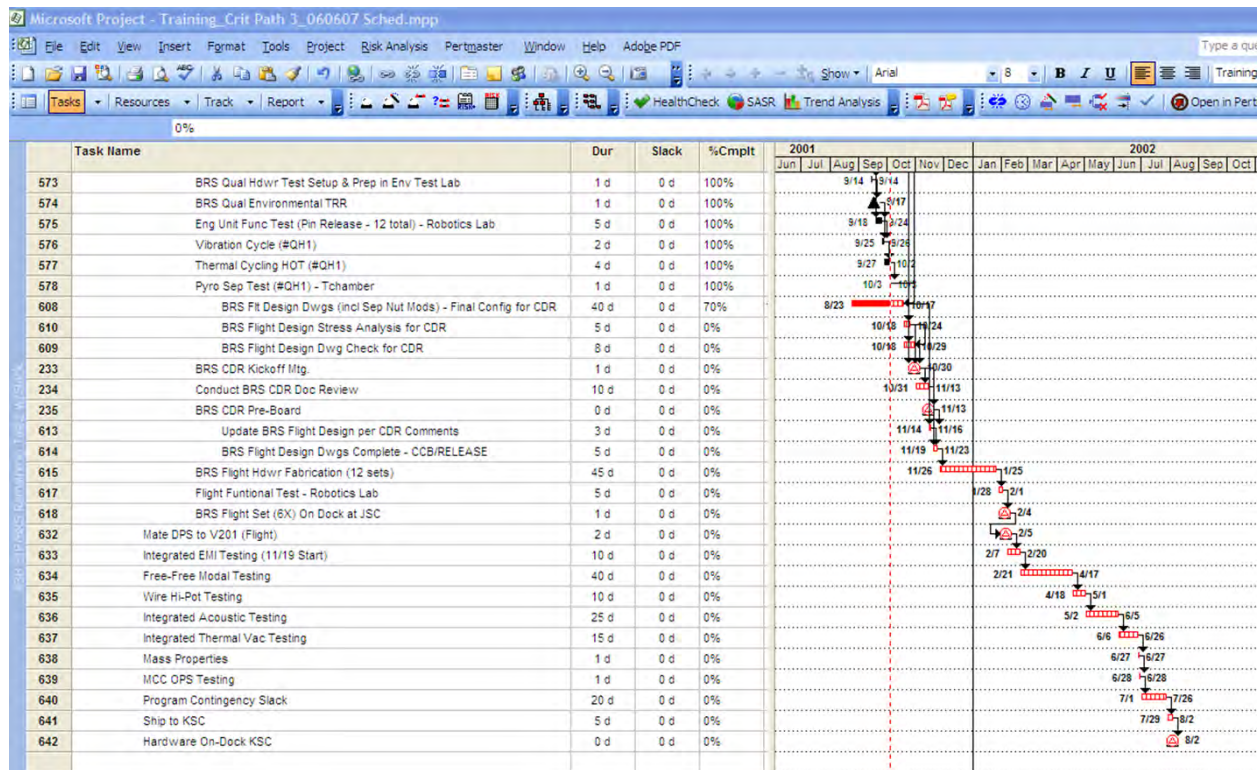 Microsoft Project - Training_Crit Path 3_060607 Sched.mpp
File Edit View Insert Format Tools Project Risk Analysis Pertmaster Window Help Adobe PDF Type a que
Show Arial 8 B I U Training
Tasks Resources Track Report HealthCheck SASR Trend Analysis Open in Pert
0%
Task Name Dur Slack %Cmplt 2001 2002
Jun Jul Aug Sep Oct Nov Dec Jan Feb Mar Apr May Jun Jul Aug Sep Oct
573 BRS Qual Hdwr Test Setup & Prep in Env Test Lab 1 d 0 d 100% 9/14 9/14
574 BRS Qual Environmental TRR 1 d 0 d 100% 9/17
575 Eng Unit Func Test (Pin Release - 12 total) - Robotics Lab 5 d 0 d 100% 9/18 9/24
576 Vibration Cycle (#QH1) 2 d 0 d 100% 9/25 9/26
577 Thermal Cycling HOT (#QH1) 4 d 0 d 100% 9/27 10/2
578 Pyro Sep Test (#QH1) - Tchamber 1 d 0 d 100% 10/3 10/3
608 BRS Flt Design Dwgs (incl Sep Nut Mods) - Final Config for CDR 40 d 0 d 70% 8/23 10/17
610 BRS Flight Design Stress Analysis for CDR 5 d 0 d 0% 10/18 10/24
609 BRS Flight Design Dwg Check for CDR 8 d 0 d 0% 10/18 10/29
233 BRS CDR Kickoff Mtg. 1 d 0 d 0% 10/30
234 Conduct BRS CDR Doc Review 10 d 0 d 0% 10/31 11/13
235 BRS CDR Pre-Board 0 d 0 d 0% 11/13
613 Update BRS Flight Design per CDR Comments 3 d 0 d 0% 11/14 11/16
614 BRS Flight Design Dwgs Complete - CCB/RELEASE 5 d 0 d 0% 11/19 11/23
615 BRS Flight Hdwr Fabrication (12 sets) 45 d 0 d 0% 11/26 1/25
617 Flight Funtional Test - Robotics Lab 5 d 0 d 0% 1/28 2/1
618 BRS Flight Set (6X) On Dock at JSC 1 d 0 d 0% 2/4
632 Mate DPS to V201 (Flight) 2 d 0 d 0% 2/5
633 Integrated EMI Testing (11/19 Start) 10 d 0 d 0% 2/7 2/20
634 Free-Free Modal Testing 40 d 0 d 0% 2/21 4/17
635 Wire Hi-Pot Testing 10 d 0 d 0% 4/18 5/1
636 Integrated Acoustic Testing 25 d 0 d 0% 5/2 6/5
637 Integrated Thermal Vac Testing 15 d 0 d 0% 6/6 6/26
638 Mass Properties 1 d 0 d 0% 6/27 6/27
639 MCC OPS Testing 1 d 0 d 0% 6/28 6/28
640 Program Contingency Slack 20 d 0 d 0% 7/1 7/26
641 Ship to KSC 5 d 0 d 0% 7/29 8/2
642 Hardware On-Dock KSC 0 d 0 d 0% 8/2